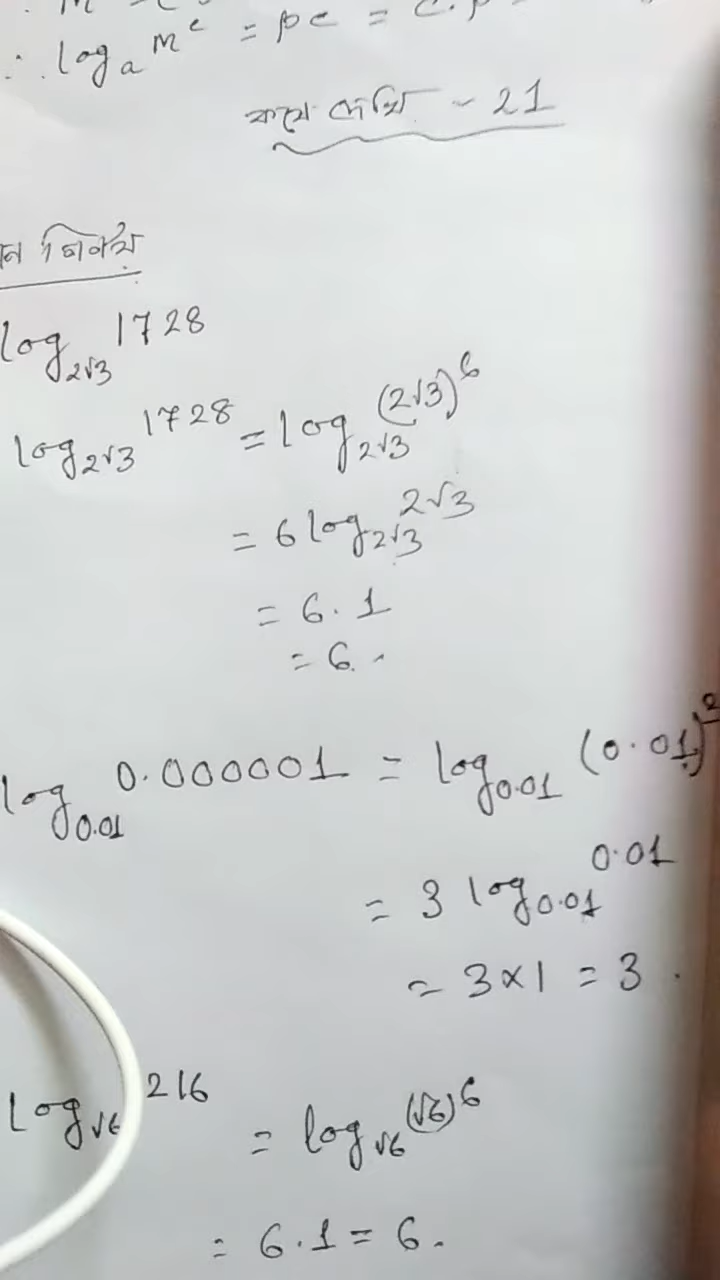 ∴ logₐ mᶜ = pc =
কষে দেখি - 21
নির্ণয়
log₂√₃ 1728
log₂√₃ 1728 = log₂√₃ (2√3)⁶
= 6 log₂√₃ 2√3
= 6.1
= 6.
log₀.₀₁ 0.000001 = log₀.₀₁ (0.01)
= 3 log₀.₀₁ 0.01
= 3×1 = 3.
log√₆ 216 = log√₆ (√6)⁶
= 6.1 = 6.